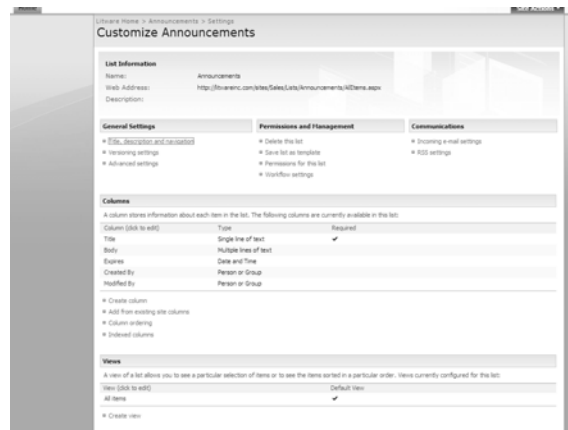 Home
Site Actions
Litware Home > Announcements > Settings
Customize Announcements
List Information
Name: Announcements
Web Address: http://litwareinc.com/sites/Sales/Lists/Announcements/AllItems.aspx
Description:
General Settings Permissions and Management Communications
Title, description and navigation Delete this list Incoming e-mail settings
Versioning settings Save list as template RSS settings
Advanced settings Permissions for this list
Workflow settings
Columns
A column stores information about each item in the list. The following columns are currently available in this list:
Column (click to edit) Type Required
Title Single line of text ✔
Body Multiple lines of text
Expires Date and Time
Created By Person or Group
Modified By Person or Group
Create column
Add from existing site columns
Column ordering
Indexed columns
Views
A view of a list allows you to see a particular selection of items or to see the items sorted in a particular order. Views currently configured for this list:
View (click to edit) Default View
All items ✔
Create view